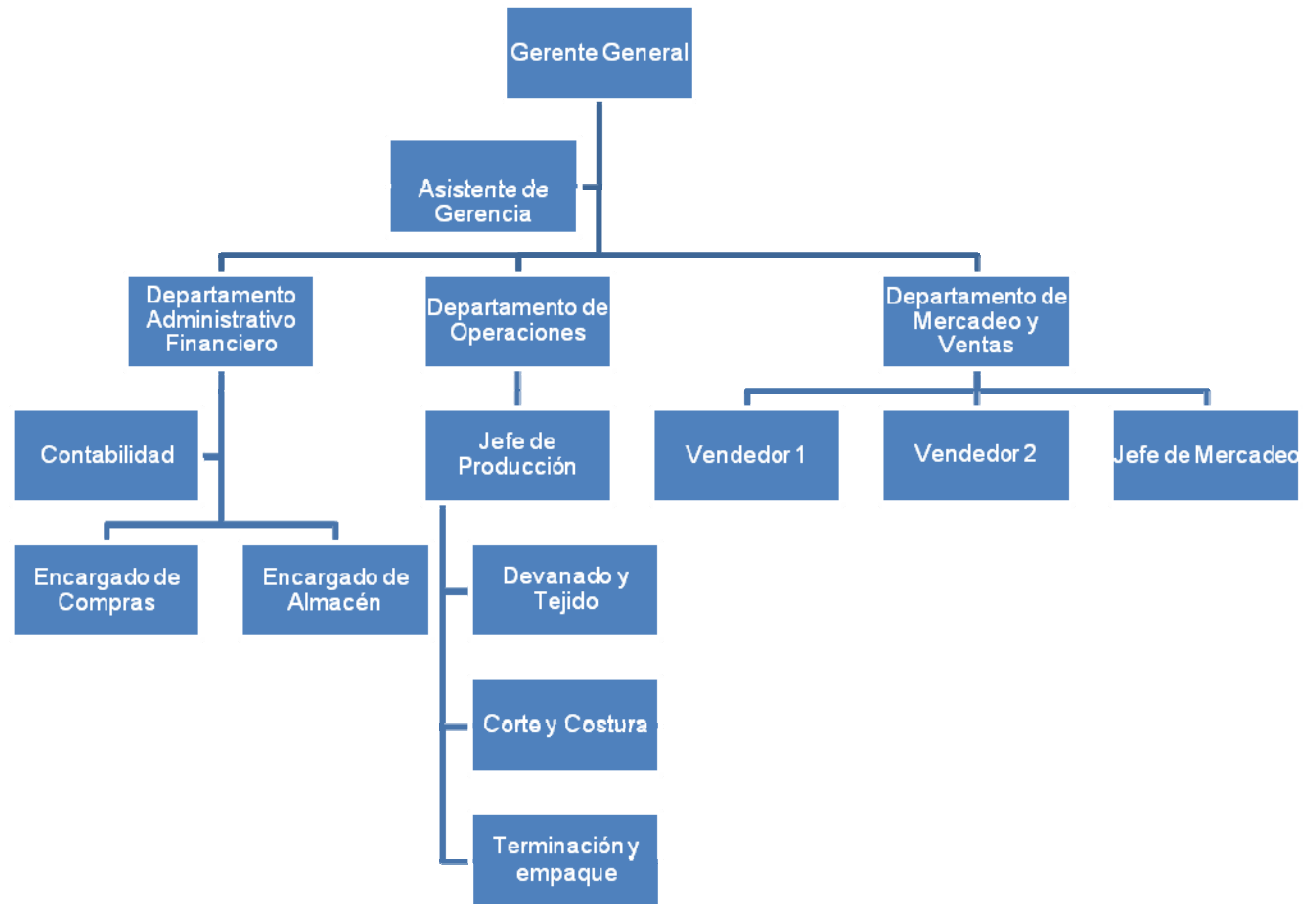 Gerente General
Asistente de
Gerencia
Departamento
Administrativo
Financiero
Departamento de
Operaciones
Departamento de
Mercadeo y
Ventas
Contabilidad
Jefe de
Producción
Vendedor 1
Vendedor 2
Jefe de Mercadeo
Encargado de
Compras
Encargado de
Almacén
Devanado y
Tejido
Corte y Costura
Terminación y
empaque